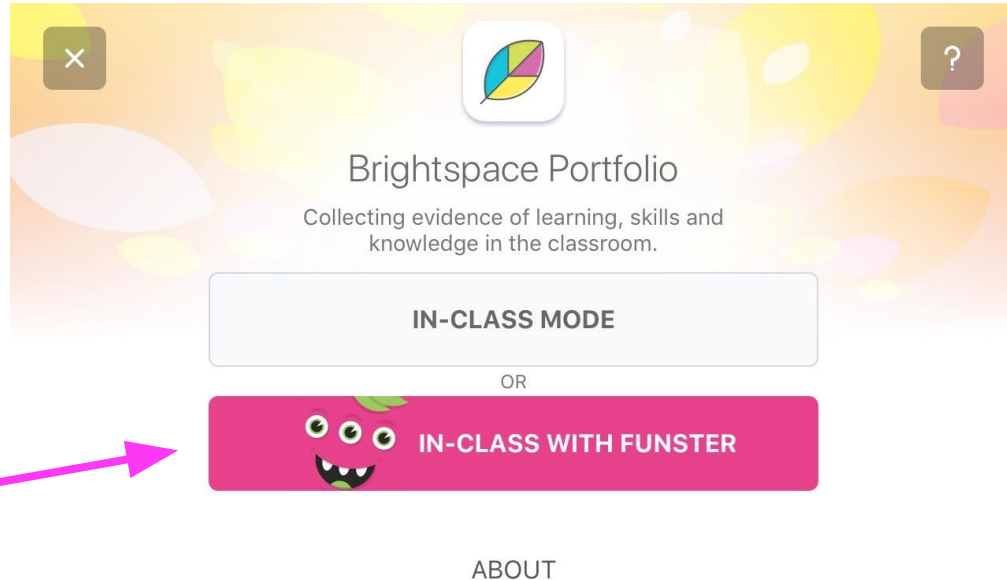 ?
Brightspace Portfolio
Collecting evidence of learning, skills and
knowledge in the classroom.
IN-CLASS MODE
OR
IN-CLASS WITH FUNSTER
ABOUT